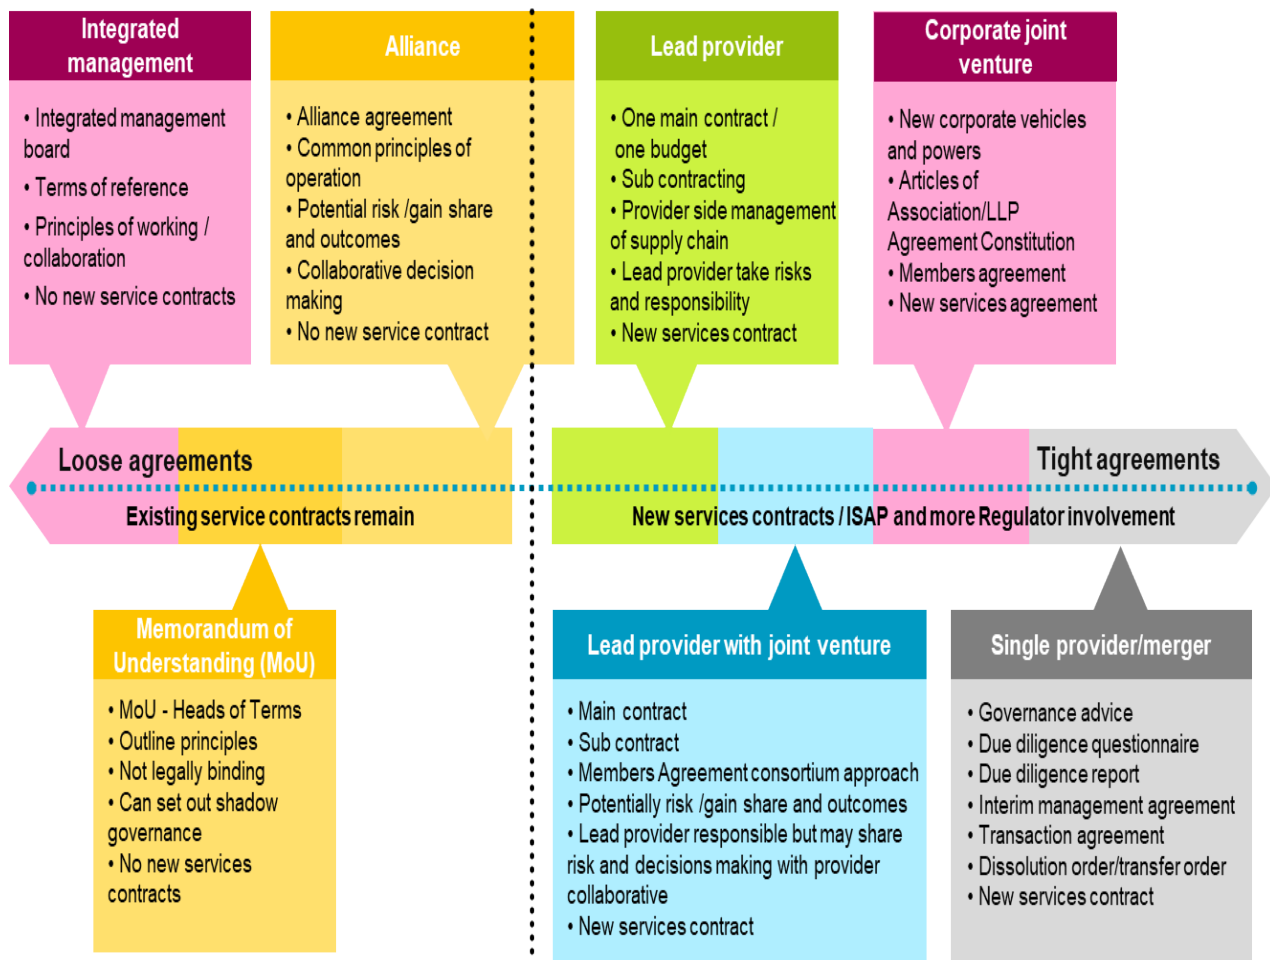 Integrated
management
• Integrated management
board
• Terms of reference
• Principles of working /
collaboration
• No new service contracts
Alliance
• Alliance agreement
• Common principles of
operation
• Potential risk /gain share
and outcomes
• Collaborative decision
making
• No new service contract
Lead provider
• One main contract /
one budget
• Sub contracting
• Provider side management
of supply chain
• Lead provider take risks
and responsibility
• New services contract
Corporate joint
venture
• New corporate vehicles
and powers
• Articles of
Association/LLP
Agreement Constitution
• Members agreement
• New services agreement
Loose agreements
Existing service contracts remain
Tight agreements
New services contracts / ISAP and more Regulator involvement
Memorandum of
Understanding (MoU)
• MoU - Heads of Terms
• Outline principles
• Not legally binding
• Can set out shadow
governance
• No new services
contracts
Lead provider with joint venture
• Main contract
• Sub contract
• Members Agreement consortium approach
• Potentially risk /gain share and outcomes
• Lead provider responsible but may share
risk and decisions making with provider
collaborative
• New services contract
Single provider/merger
• Governance advice
• Due diligence questionnaire
• Due diligence report
• Interim management agreement
• Transaction agreement
• Dissolution order/transfer order
• New services contract